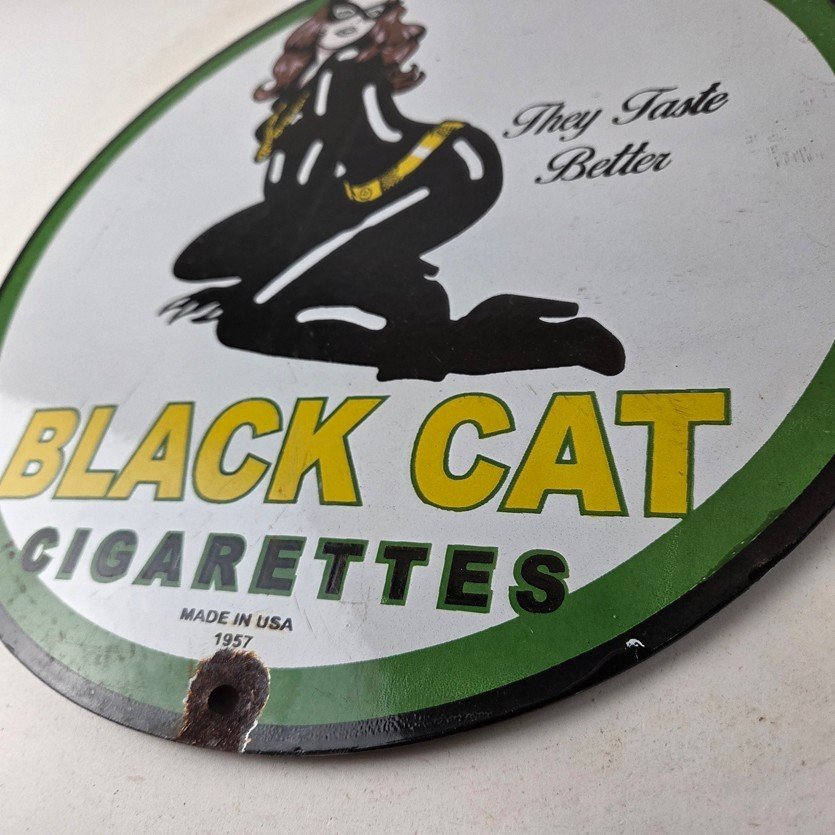 They Taste
Better
BLACK CAT
CIGARETTES
MADE IN USA
1957